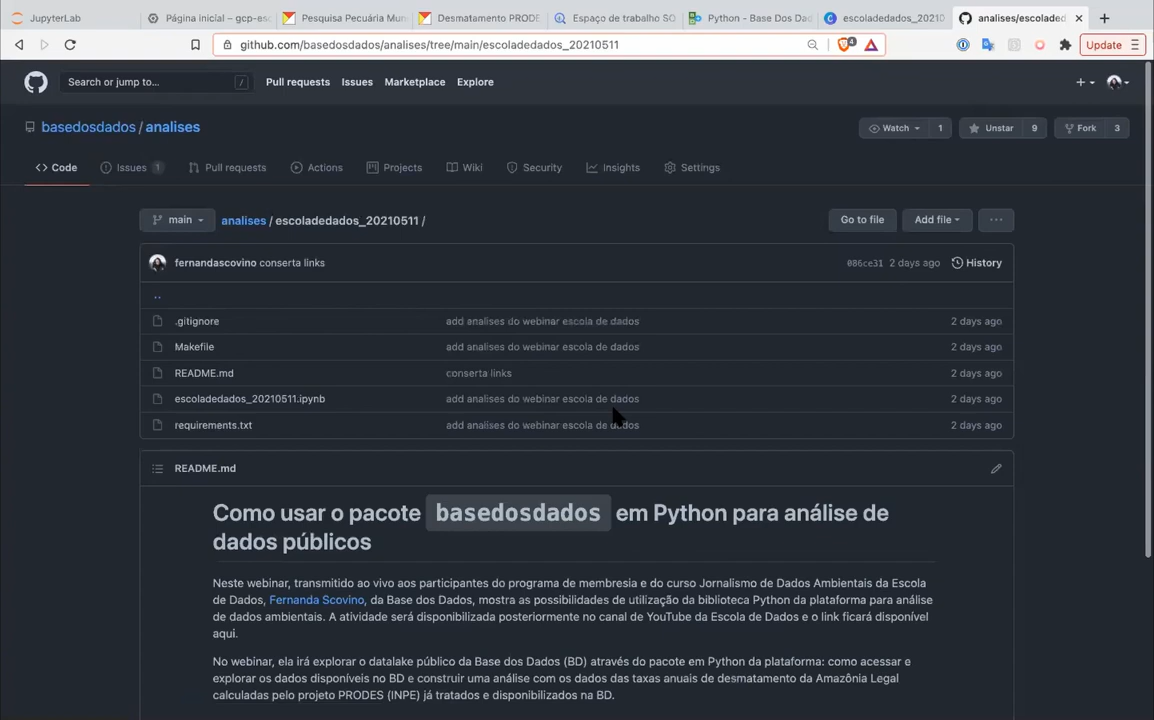 JupyterLab
Página inicial – gcp-esc
Pesquisa Pecuária Mun
Desmatamento PRODE
Espaço de trabalho SQ
Python - Base Dos Dad
escoladedados_202105
analises/escoladedad
Update
github.com/basedosdados/analises/tree/main/escoladedados_20210511
4
Search or jump to...
/
Pull requests
Issues
Marketplace
Explore
basedosdados / analises
Watch
1
Unstar
9
Fork
3
Code
Issues 1
Pull requests
Actions
Projects
Wiki
Security
Insights
Settings
main
analises / escoladedados_20210511 /
Go to file
Add file
...
fernandascovino conserta links
086ce31 2 days ago
History
..
.gitignore
add analises do webinar escola de dados
2 days ago
Makefile
add analises do webinar escola de dados
2 days ago
README.md
conserta links
2 days ago
escoladedados_20210511.ipynb
add analises do webinar escola de dados
2 days ago
requirements.txt
add analises do webinar escola de dados
2 days ago
README.md
Como usar o pacote basedosdados em Python para análise de
dados públicos
Neste webinar, transmitido ao vivo aos participantes do programa de membresia e do curso Jornalismo de Dados Ambientais da Escola
de Dados, Fernanda Scovino, da Base dos Dados, mostra as possibilidades de utilização da biblioteca Python da plataforma para análise
de dados ambientais. A atividade será disponibilizada posteriormente no canal de YouTube da Escola de Dados e o link ficará disponível
aqui.
No webinar, ela irá explorar o datalake público da Base dos Dados (BD) através do pacote em Python da plataforma: como acessar e
explorar os dados disponíveis no BD e construir uma análise com os dados das taxas anuais de desmatamento da Amazônia Legal
calculadas pelo projeto PRODES (INPE) já tratados e disponibilizados na BD.